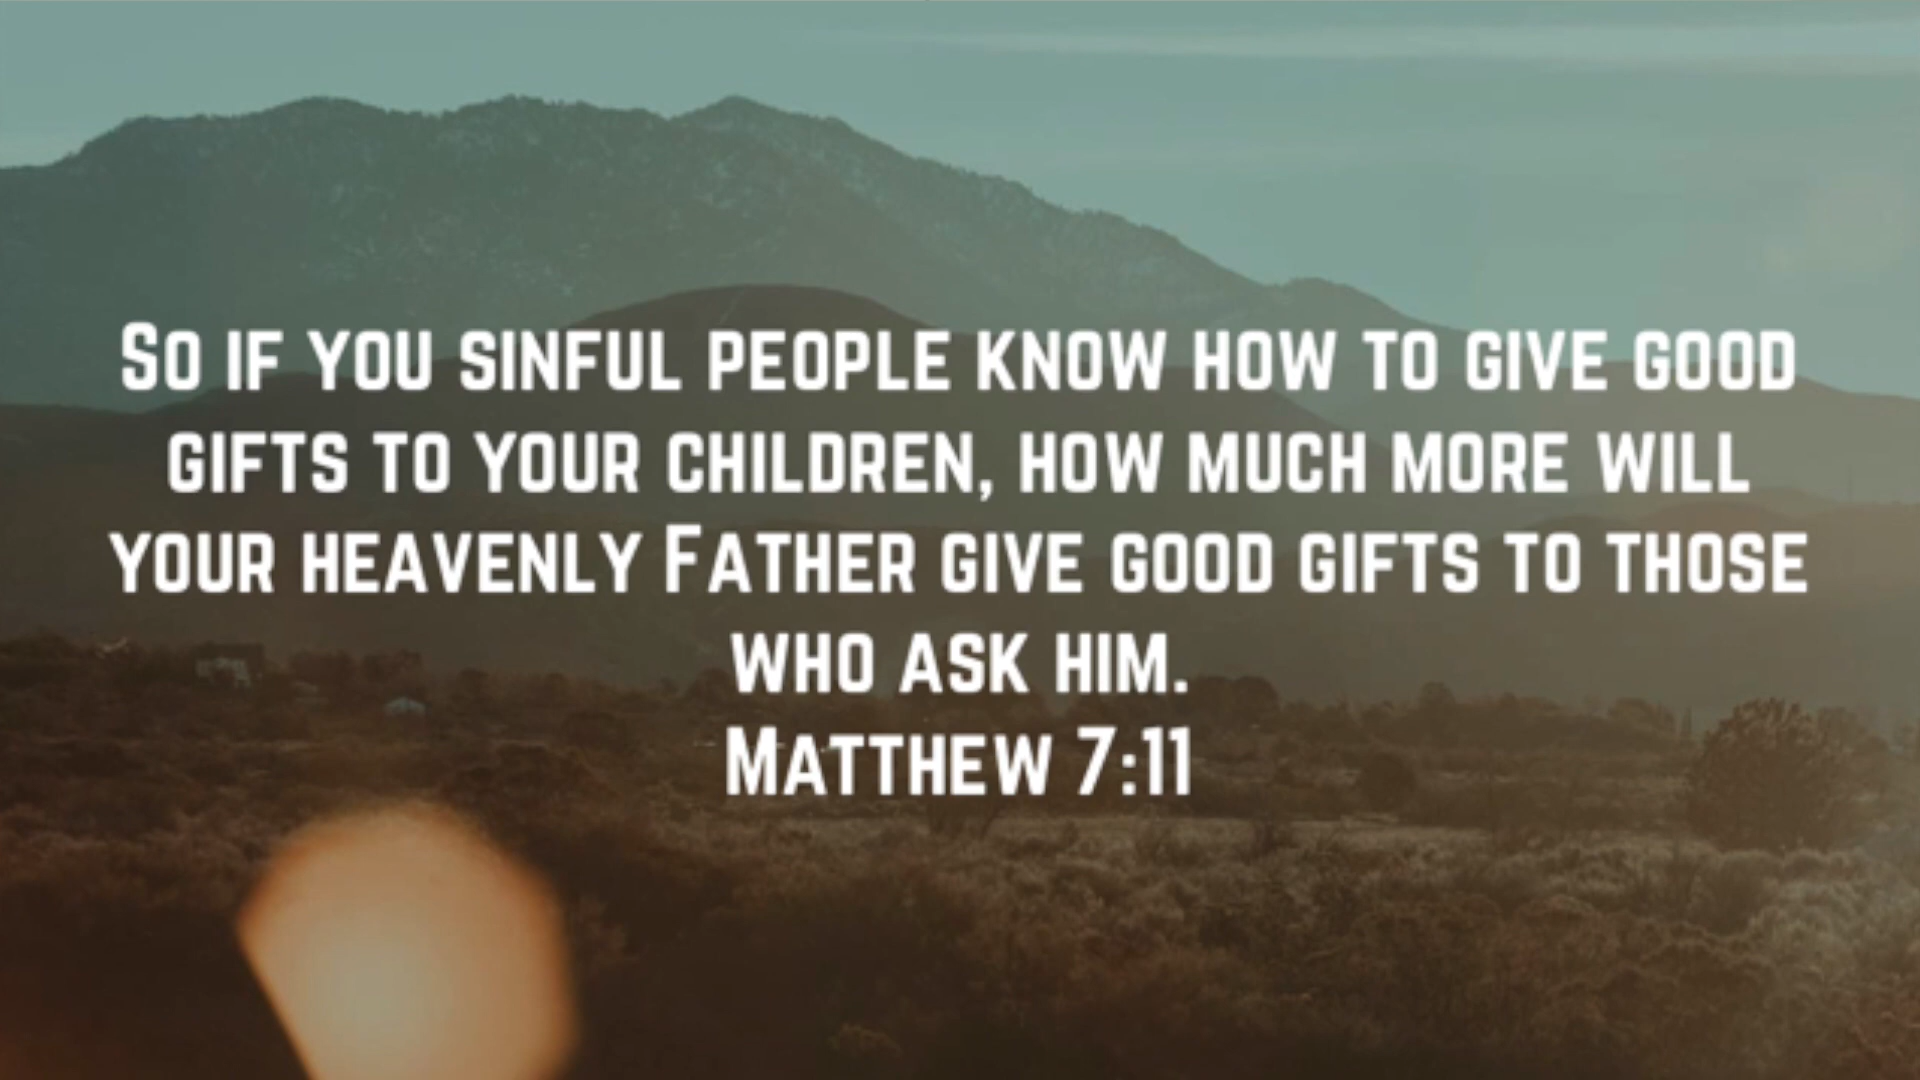 So if you sinful people know how to give good
gifts to your children, how much more will
your heavenly Father give good gifts to those
who ask him.
Matthew 7:11